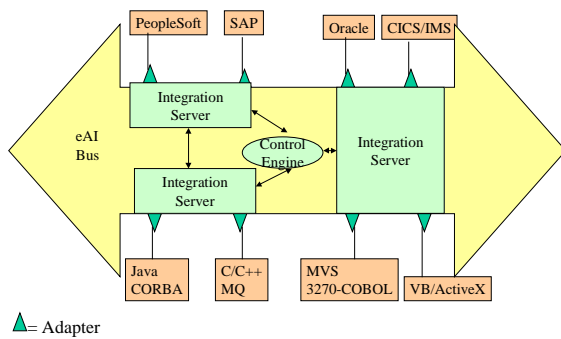 PeopleSoft
SAP
Oracle
CICS/IMS
eAI
Bus
Integration
Server
Control
Engine
Integration
Server
Integration
Server
Java
CORBA
C/C++
MQ
MVS
3270-COBOL
VB/ActiveX
= Adapter